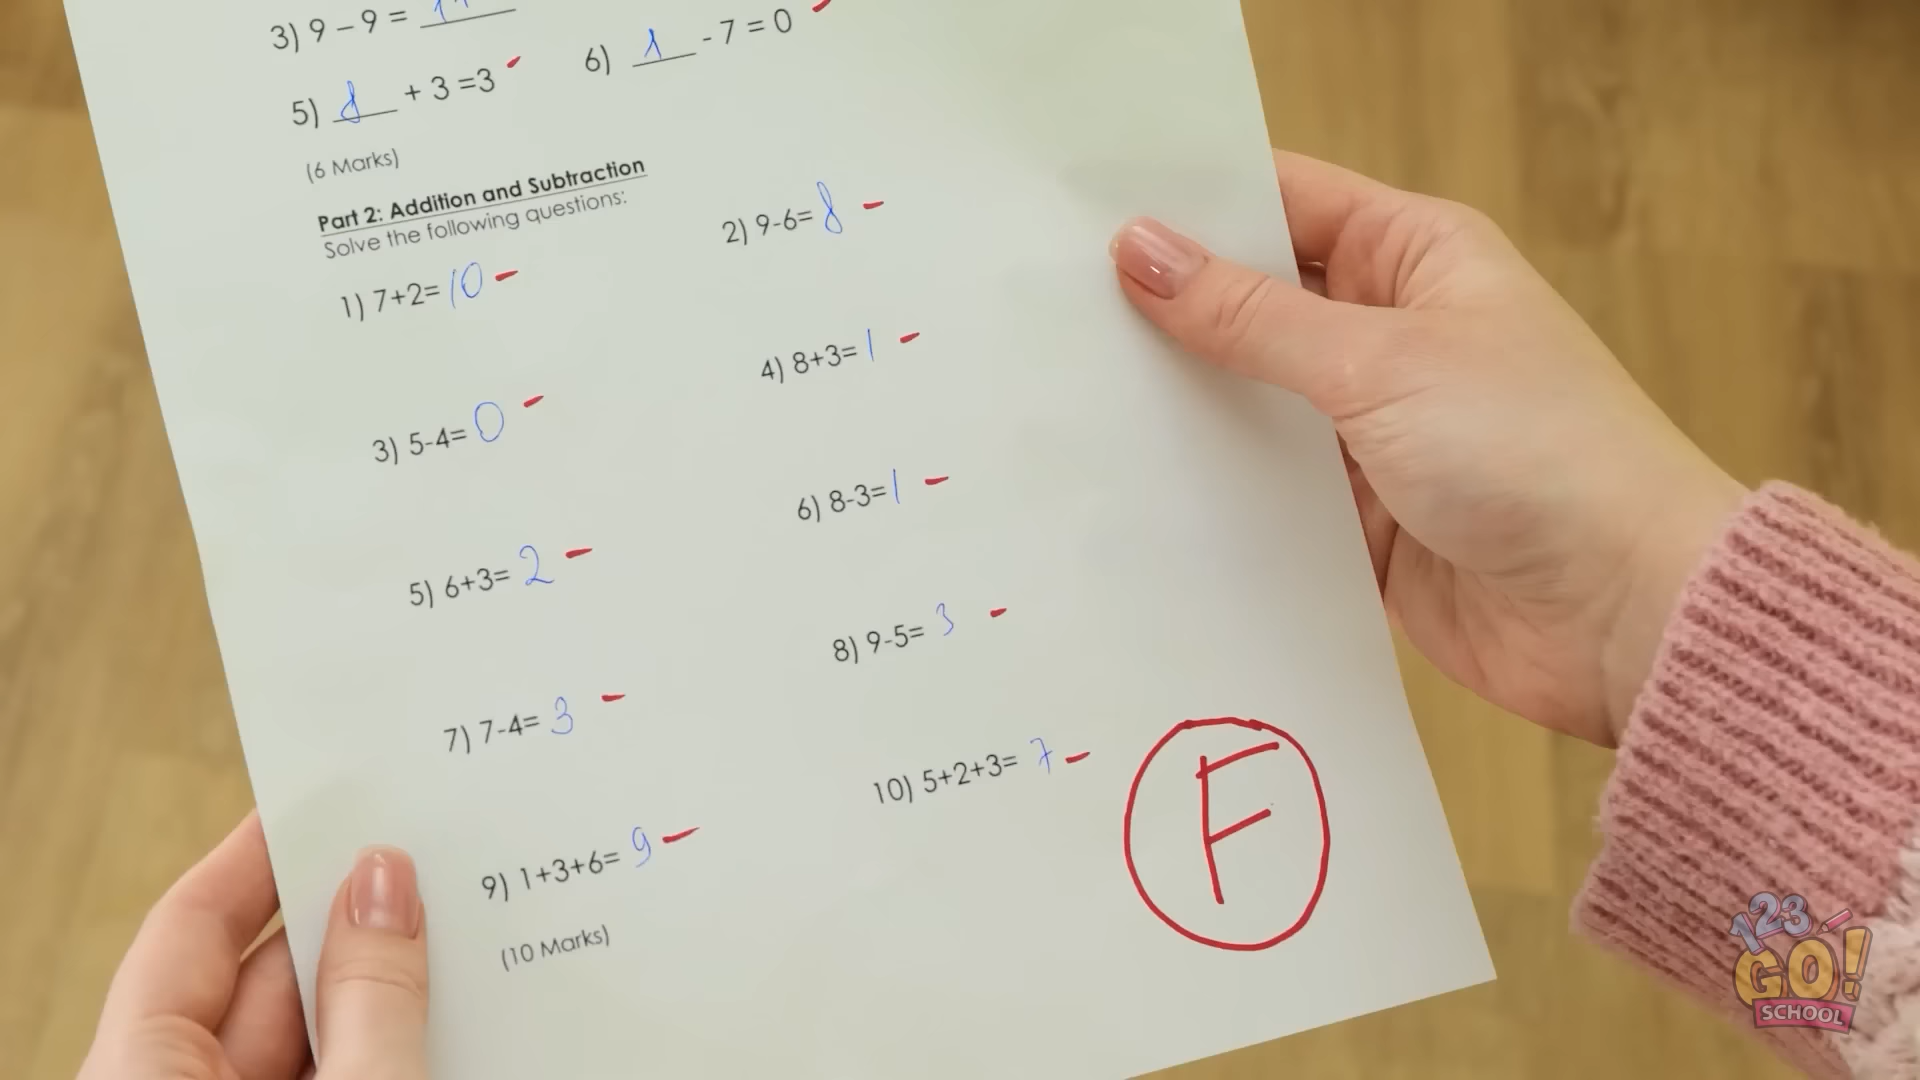 3) 9 – 9 =
5) 8 + 3 =3
6) 1 - 7 = 0
(6 Marks)
Part 2: Addition and Subtraction
Solve the following questions:
1) 7+2= 10 -
2) 9-6= 8 -
3) 5-4= 0 -
4) 8+3= 1 -
5) 6+3= 2 -
6) 8-3= 1 -
7) 7-4= 3 -
8) 9-5= 3 -
9) 1+3+6= 9 -
10) 5+2+3= 7 -
(10 Marks)
F
123
GO!
SCHOOL